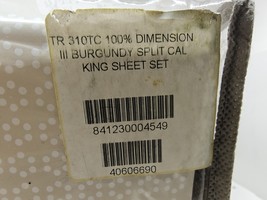 TR 310TC 100% DIMENSION
III BURGUNDY SPLIT CAL
KING SHEET SET
841230004549
40606690